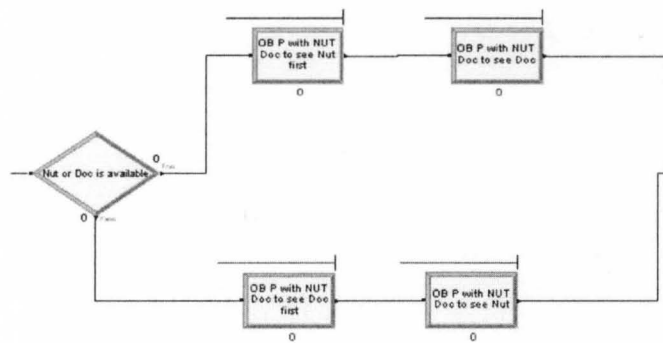 OB P with NUT
Doc to see Nut
first
0
OB P with NUT
Doc to see Doc
0
Nut or Doc is available
0
True
0
False
OB P with NUT
Doc to see Doc
first
0
OB P with NUT
Doc to see Nut
0